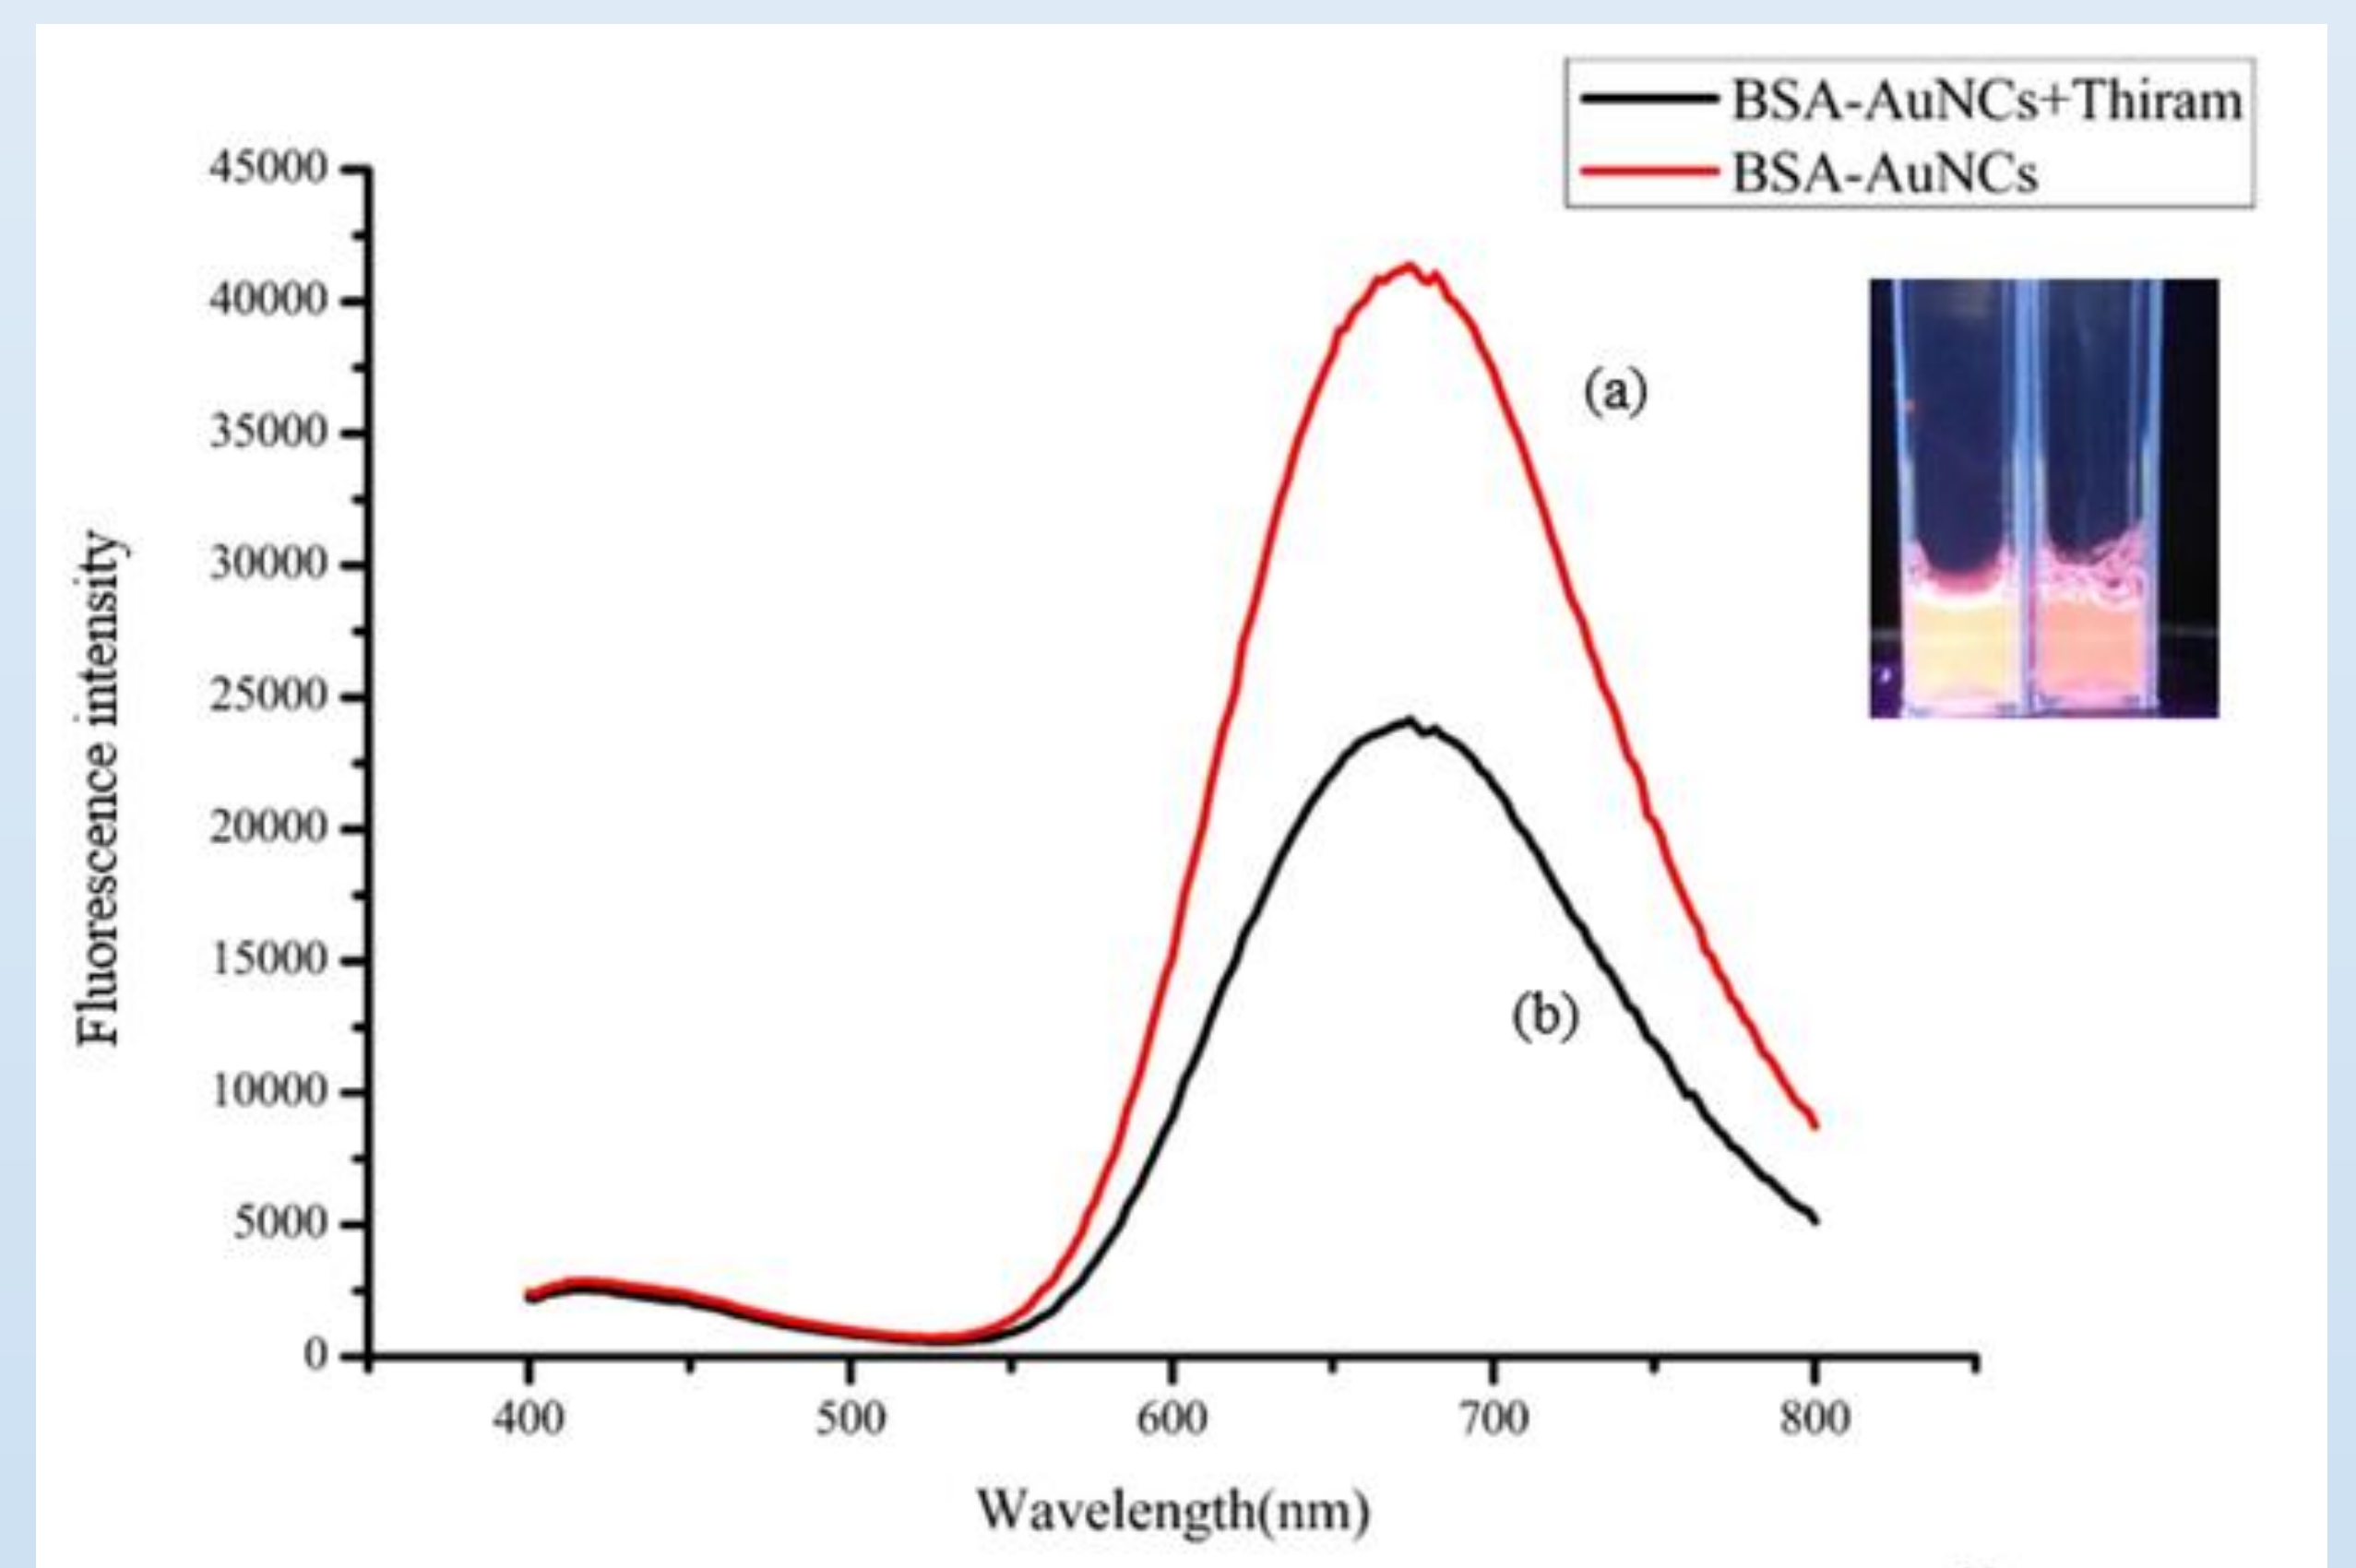 BSA-AuNCs+Thiram
BSA-AuNCs
45000
40000
35000
30000
25000
20000
15000
10000
5000
0
Fluorescence intensity
(a)
(b)
400 500 600 700 800
Wavelength(nm)